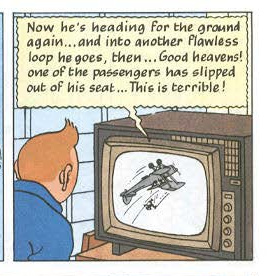 Now he's heading for the ground
again...and into another flawless
loop he goes, then...Good heavens!
one of the passengers has slipped
out of his seat...This is terrible!